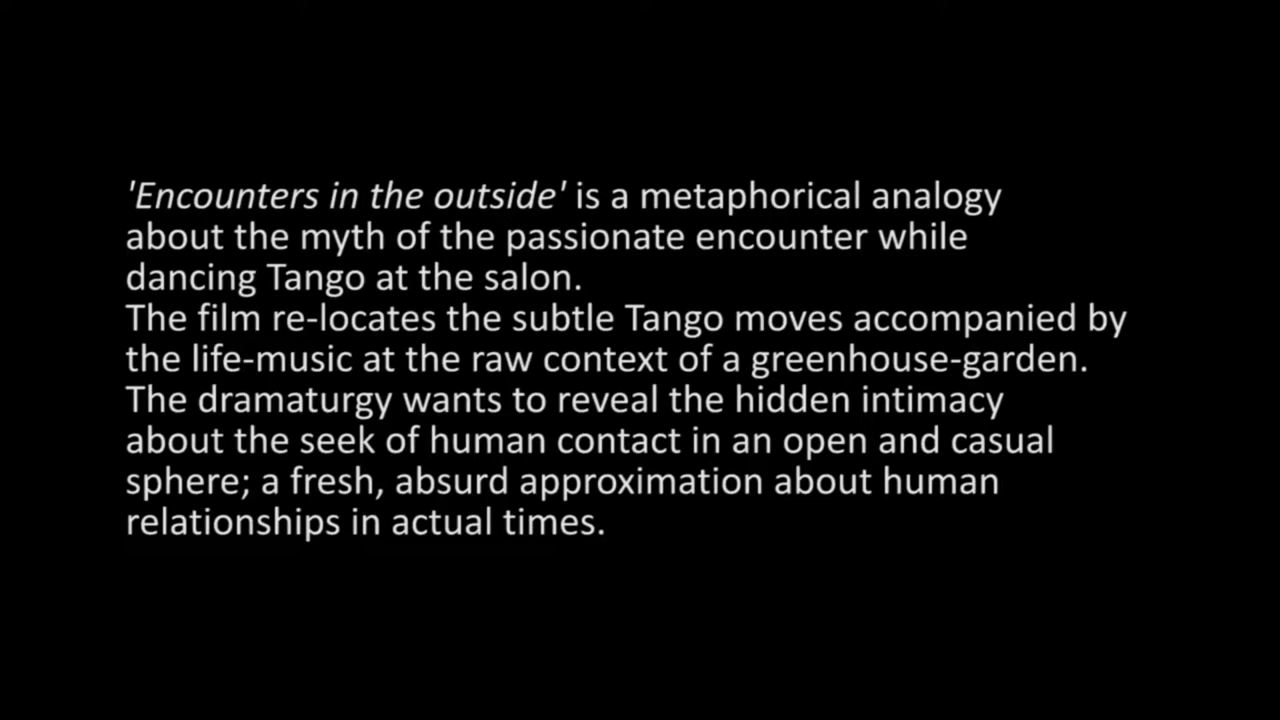 'Encounters in the outside' is a metaphorical analogy
about the myth of the passionate encounter while
dancing Tango at the salon.
The film re-locates the subtle Tango moves accompanied by
the life-music at the raw context of a greenhouse-garden.
The dramaturgy wants to reveal the hidden intimacy
about the seek of human contact in an open and casual
sphere; a fresh, absurd approximation about human
relationships in actual times.